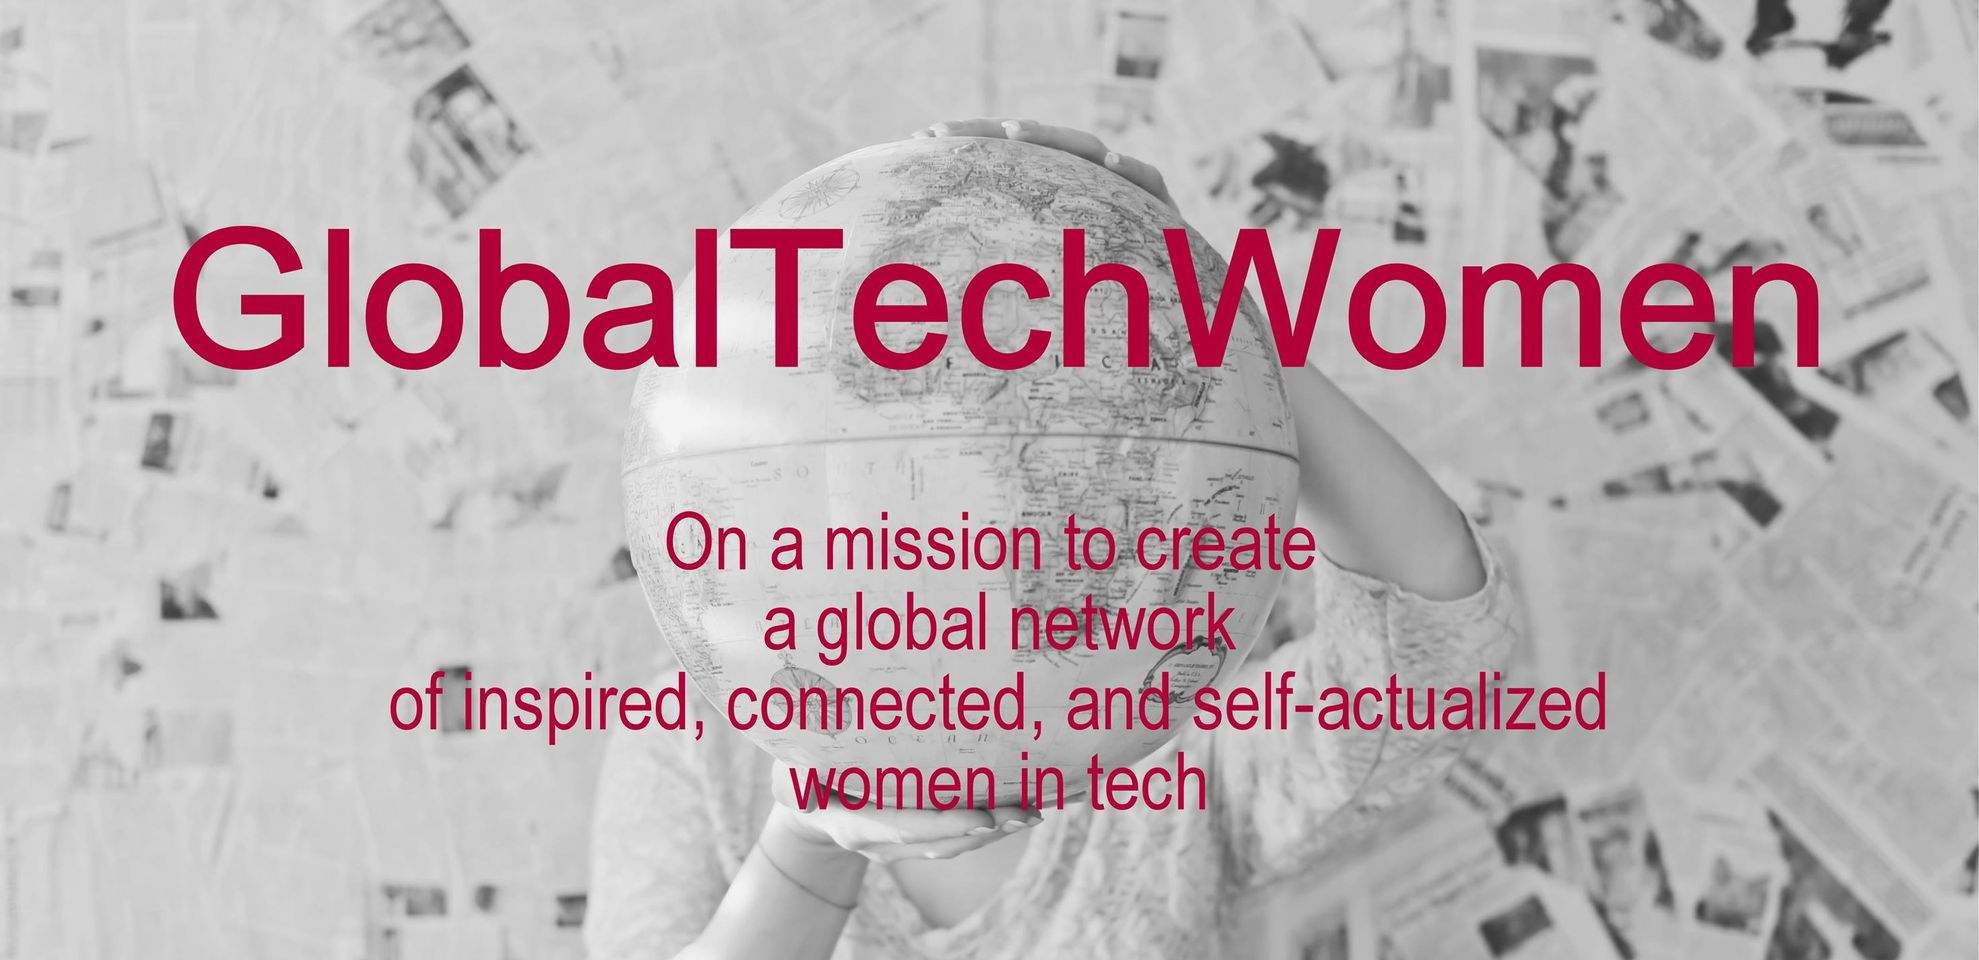 GlobalTechWomen
On a mission to create
a global network
of inspired, connected, and self-actualized
women in tech